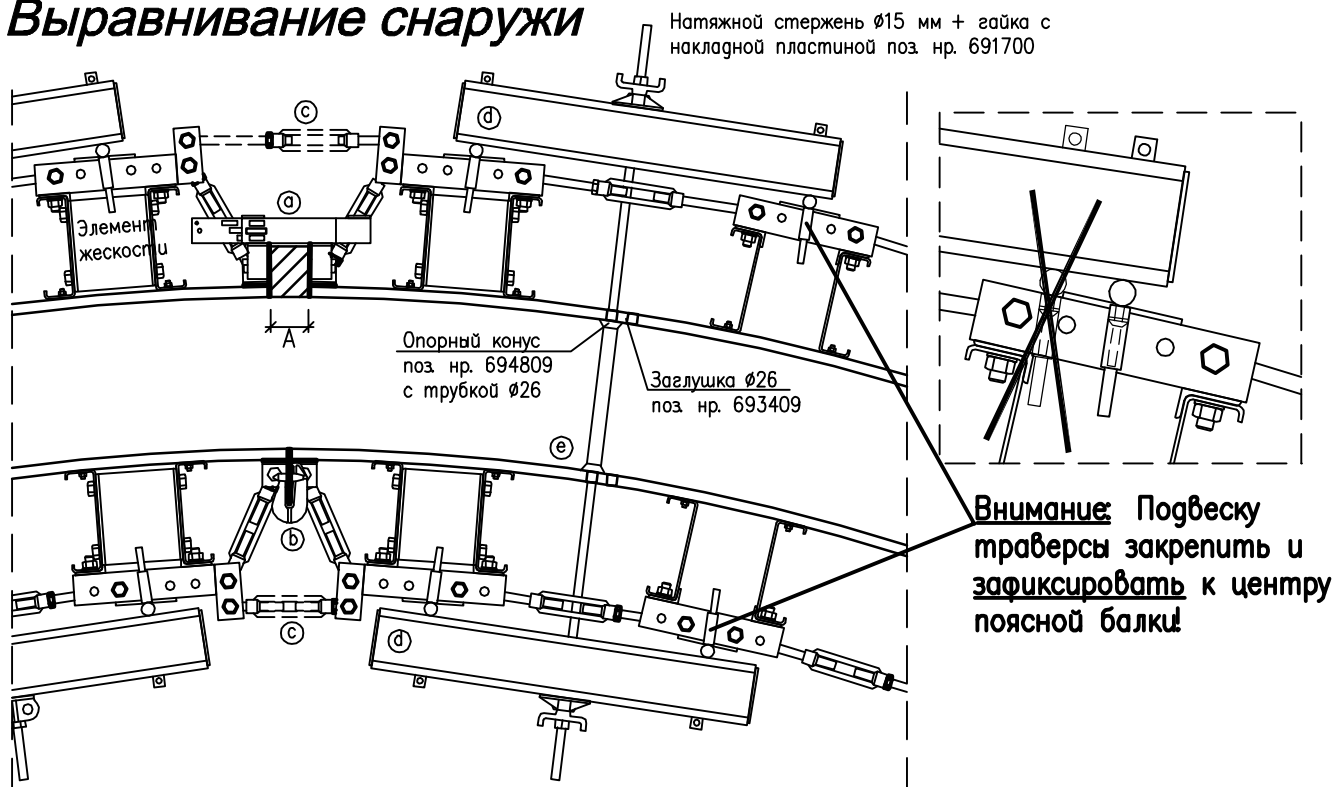 Выравнивание снаружи
Натяжной стержень ø15 мм + гайка с
накладной пластиной поз. нр. 691700
c
d
a
Элемент
жескости
A
Опорный конус
поз. нр. 694809
с трубкой ø26
Заглушка ø26
поз. нр. 693409
e
b
c
d
Внимание: Подвеску
траверсы закрепить и
зафиксировать к центру
поясной балки!